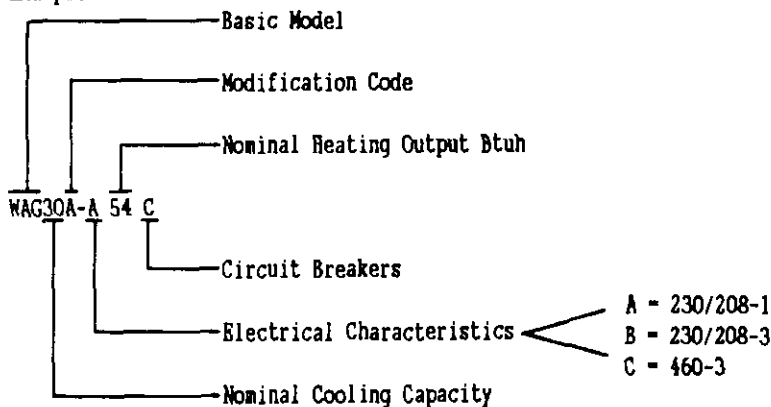 Basic Model
Modification Code
Nominal Heating Output Btuh
WAG30A-A 54 C
Circuit Breakers
Electrical Characteristics
A = 230/208-1
B = 230/208-3
C = 460-3
Nominal Cooling Capacity